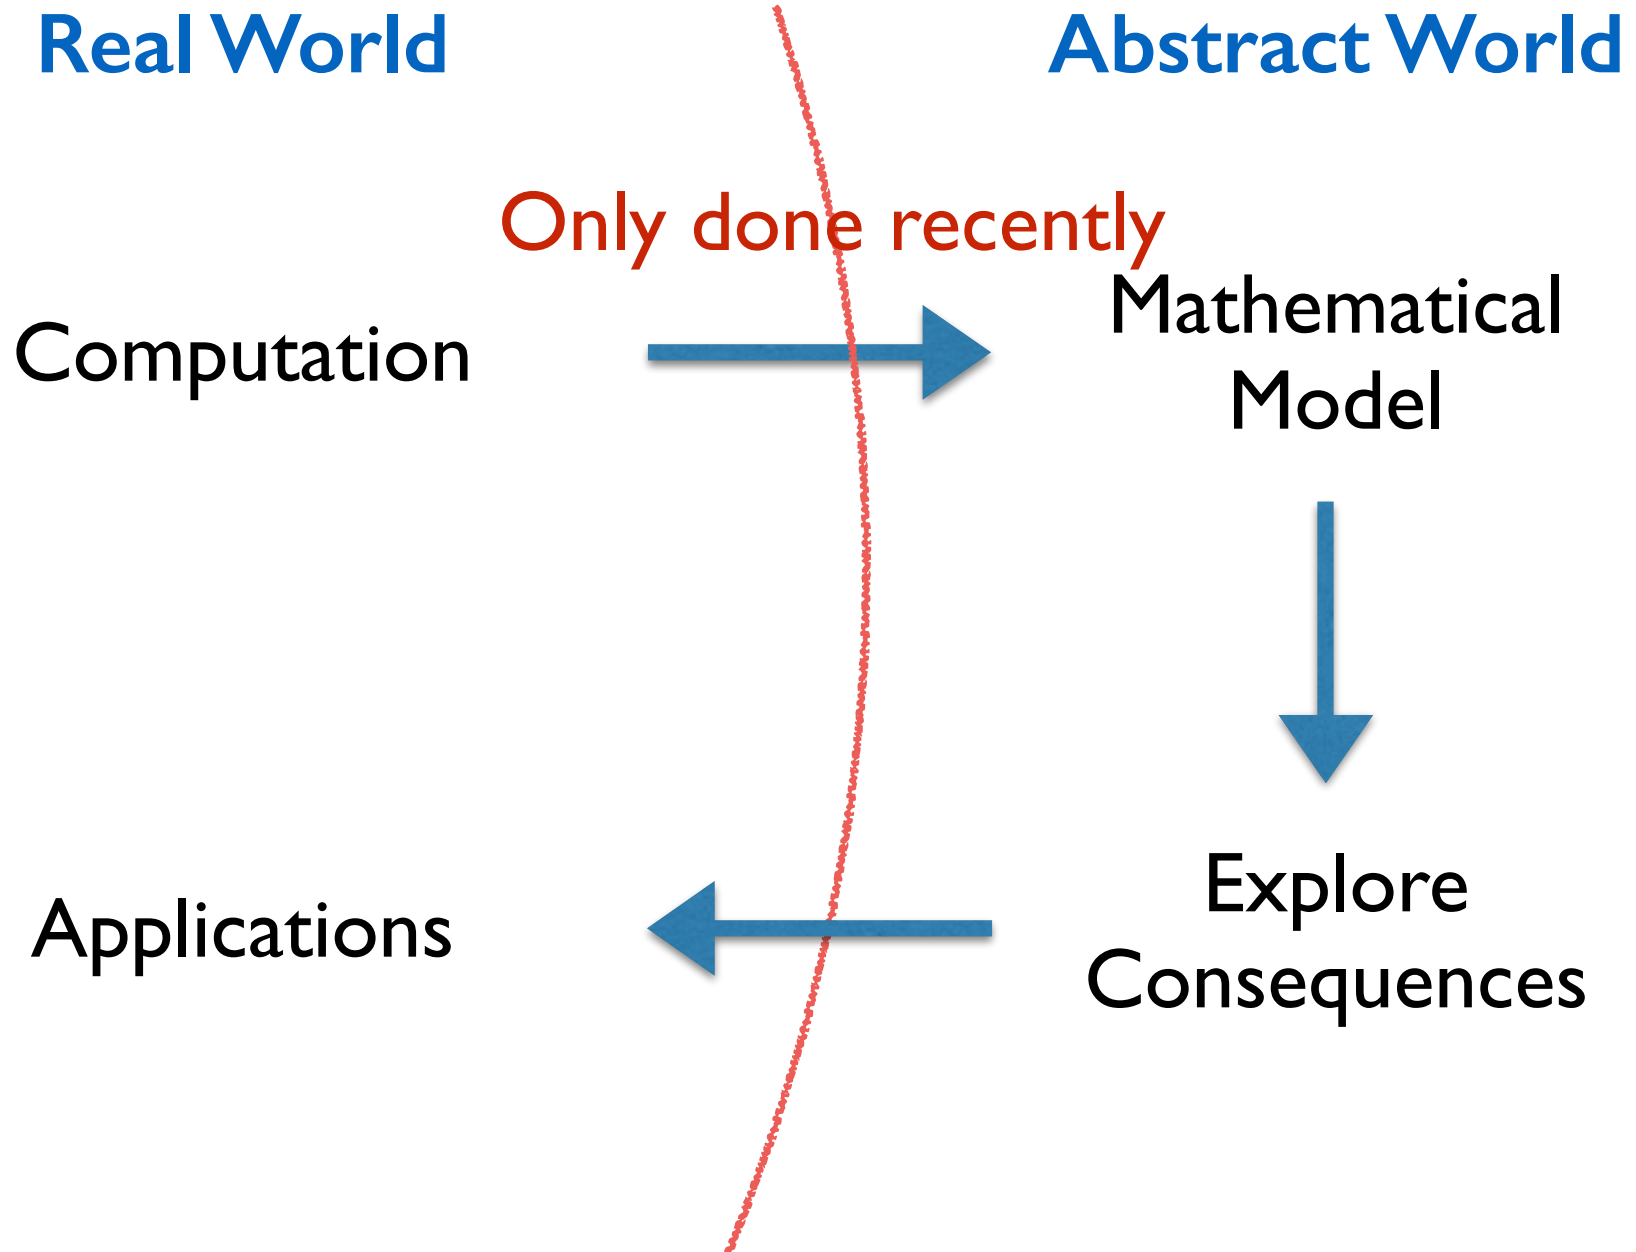 Real World
Abstract World
Only done recently
Computation
Mathematical
Model
Applications
Explore
Consequences